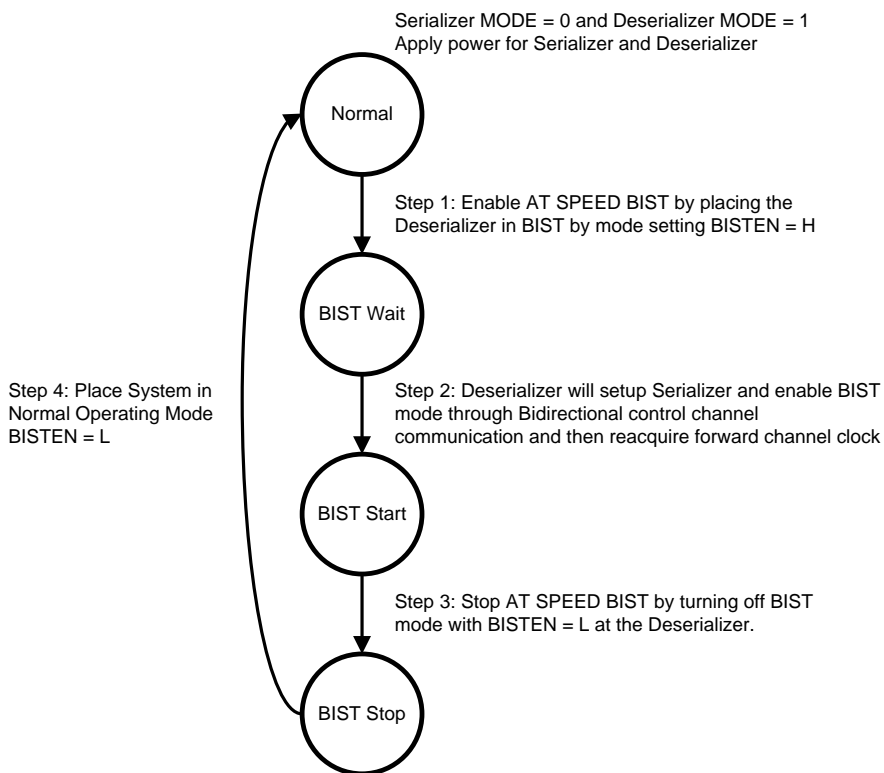 Serializer MODE = 0 and Deserializer MODE = 1
Apply power for Serializer and Deserializer
Normal
Step 1: Enable AT SPEED BIST by placing the
Deserializer in BIST by mode setting BISTEN = H
BIST Wait
Step 2: Deserializer will setup Serializer and enable BIST
mode through Bidirectional control channel
communication and then reacquire forward channel clock
Step 4: Place System in
Normal Operating Mode
BISTEN = L
BIST Start
Step 3: Stop AT SPEED BIST by turning off BIST
mode with BISTEN = L at the Deserializer.
BIST Stop